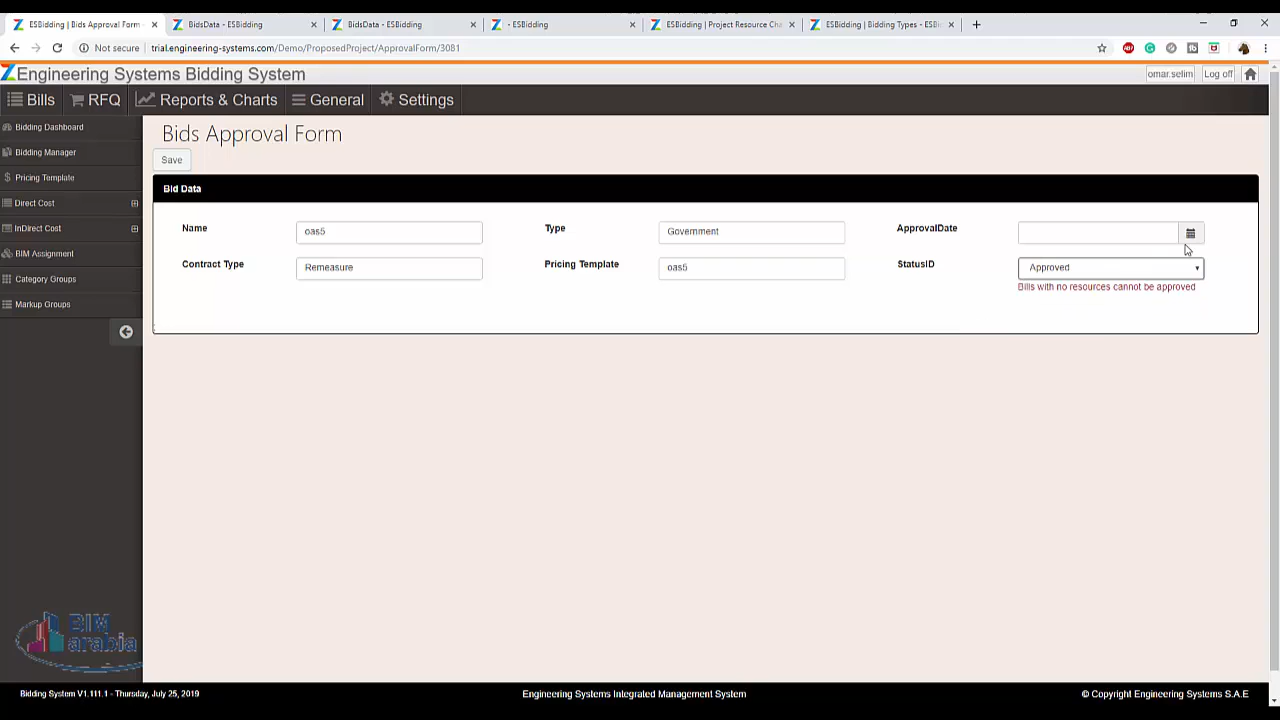 ESBidding | Bids Approval Form
BidsData - ESBidding
BidsData - ESBidding
- ESBidding
ESBidding | Project Resource Cha
ESBidding | Bidding Types - ESBi
Not secure | trial.engineering-systems.com/Demo/ProposedProject/ApprovalForm/3081
Engineering Systems Bidding System
omar.selim
Log off
Bills
RFQ
Reports & Charts
General
Settings
Bidding Dashboard
Bidding Manager
Pricing Template
Direct Cost
InDirect Cost
BIM Assignment
Category Groups
Markup Groups
Bids Approval Form
Save
Bid Data
Name
oas5
Type
Government
ApprovalDate
Contract Type
Remeasure
Pricing Template
oas5
StatusID
Approved
Bills with no resources cannot be approved
BIM
arabia
Bidding System V1.111.1 - Thursday, July 25, 2019
Engineering Systems Integrated Management System
© Copyright Engineering Systems S.A.E